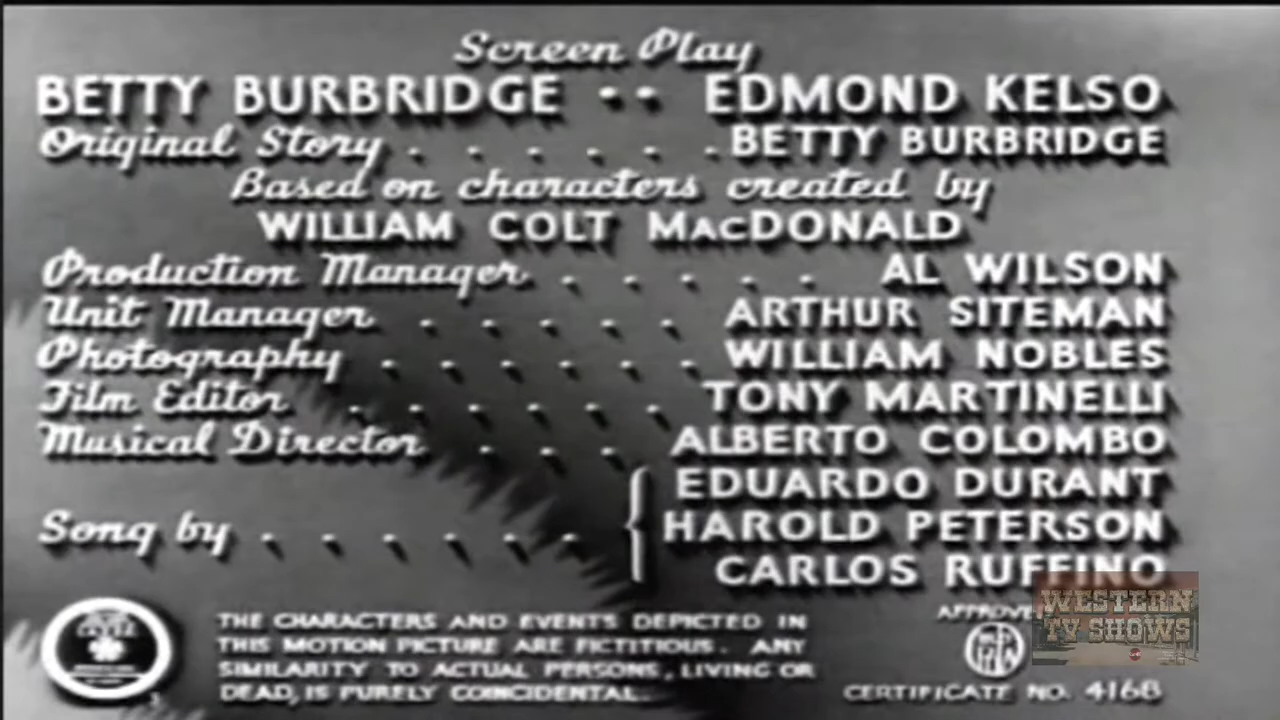 Screen Play
BETTY BURBRIDGE -- EDMOND KELSO
Original Story . . . . . . BETTY BURBRIDGE
Based on characters created by
WILLIAM COLT MacDONALD
Production Manager . . . . . AL WILSON
Unit Manager . . . . . ARTHUR SITEMAN
Photography . . . . . . WILLIAM NOBLES
Film Editor . . . . . . TONY MARTINELLI
Musical Director . . . ALBERTO COLOMBO
Song by . . . . . . { EDUARDO DURANT
HAROLD PETERSON
CARLOS RUFFINO
THE CHARACTERS AND EVENTS DEPICTED IN
THIS MOTION PICTURE ARE FICTITIOUS. ANY
SIMILARITY TO ACTUAL PERSONS, LIVING OR
DEAD, IS PURELY COINCIDENTAL.
CERTIFICATE NO. 4168
WESTERN
TV SHOWS